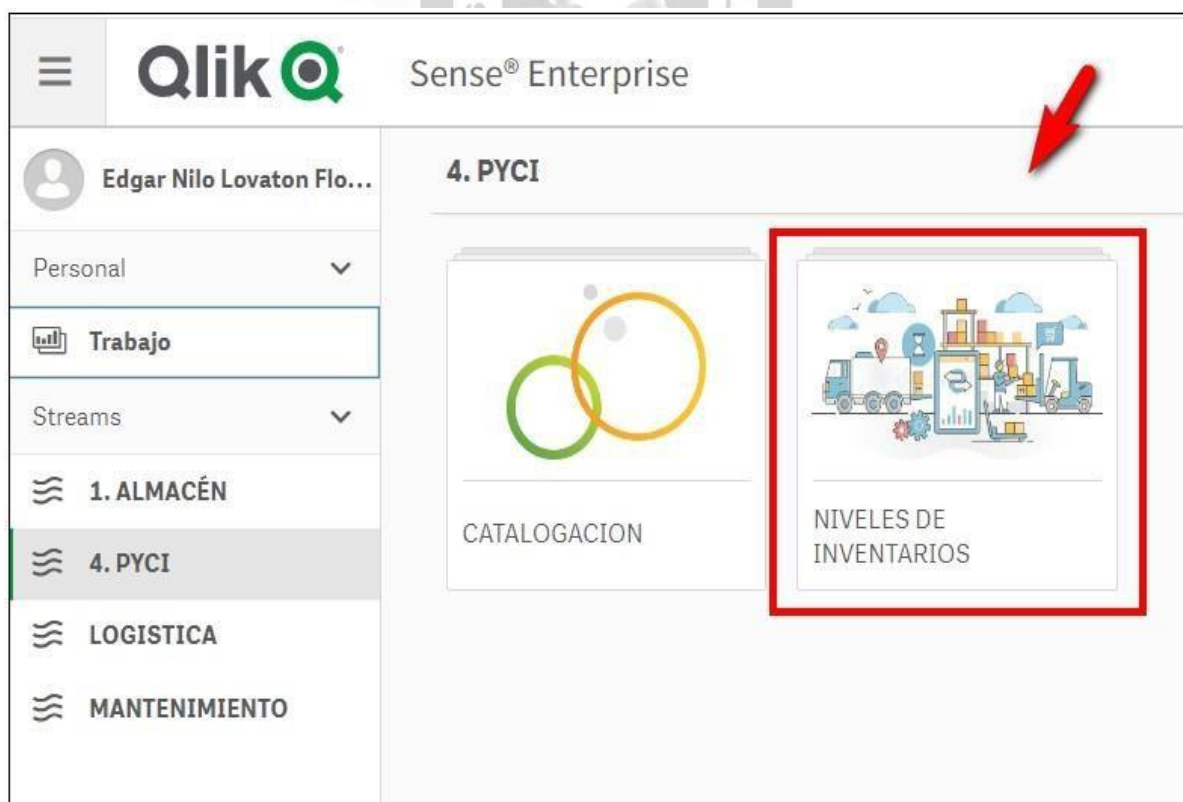 Qlik Sense® Enterprise
Edgar Nilo Lovaton Flo...
Personal
Trabajo
Streams
1. ALMACÉN
4. PYCI
LOGISTICA
MANTENIMIENTO
4. PYCI
CATALOGACION
NIVELES DE
INVENTARIOS